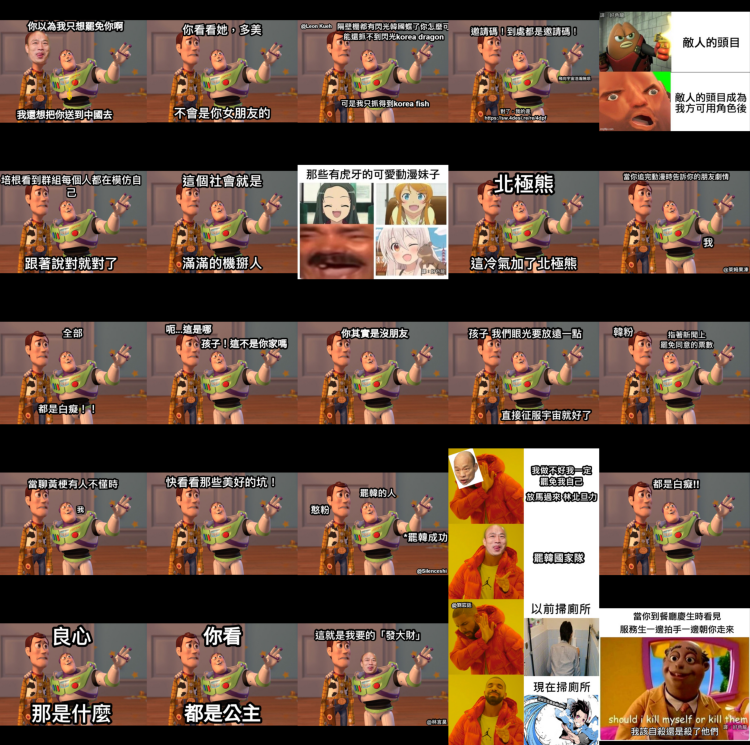 你以為我只想罷免你啊
我還想把你送到中國去
你看看她，多美
不會是你女朋友的
@Leon Kueh
隔壁棚都有閃光韓國蝶了你怎麼可
能還抓不到閃光korea dragon
可是我只抓得到korea fish
邀請碼！到處都是邀請碼！
對了，我的是
敵人的頭目
敵人的頭目成為
我方可用角色後
培根看到群組每個人都在模仿自
己
跟著說對就對了
這個社會就是
滿滿的機掰人
那些有虎牙的可愛動漫妹子
北極熊
這冷氣加了北極熊
當你追完動漫時告訴你的朋友劇情
我
全部
都是白癡！！
呃...這是哪
孩子！這不是你家嗎
你其實是沒朋友
孩子 我們眼光要放遠一點
直接征服宇宙就好了
韓粉
指著新聞上
罷免同意的票數
當聊黃梗有人不懂時
我
快看看那些美好的坑！
罷韓的人
憨粉
*罷韓成功
@Silenceshi
我做不好我一定
罷免我自己
放馬過來 林北旦力
罷韓國家隊
都是白癡!!
良心
那是什麼
你看
都是公主
這就是我要的「發大財」
以前掃廁所
現在掃廁所
當你到餐廳慶生時看見
服務生一邊拍手一邊朝你走來
should i kill myself or kill them
我該自殺還是殺了他們